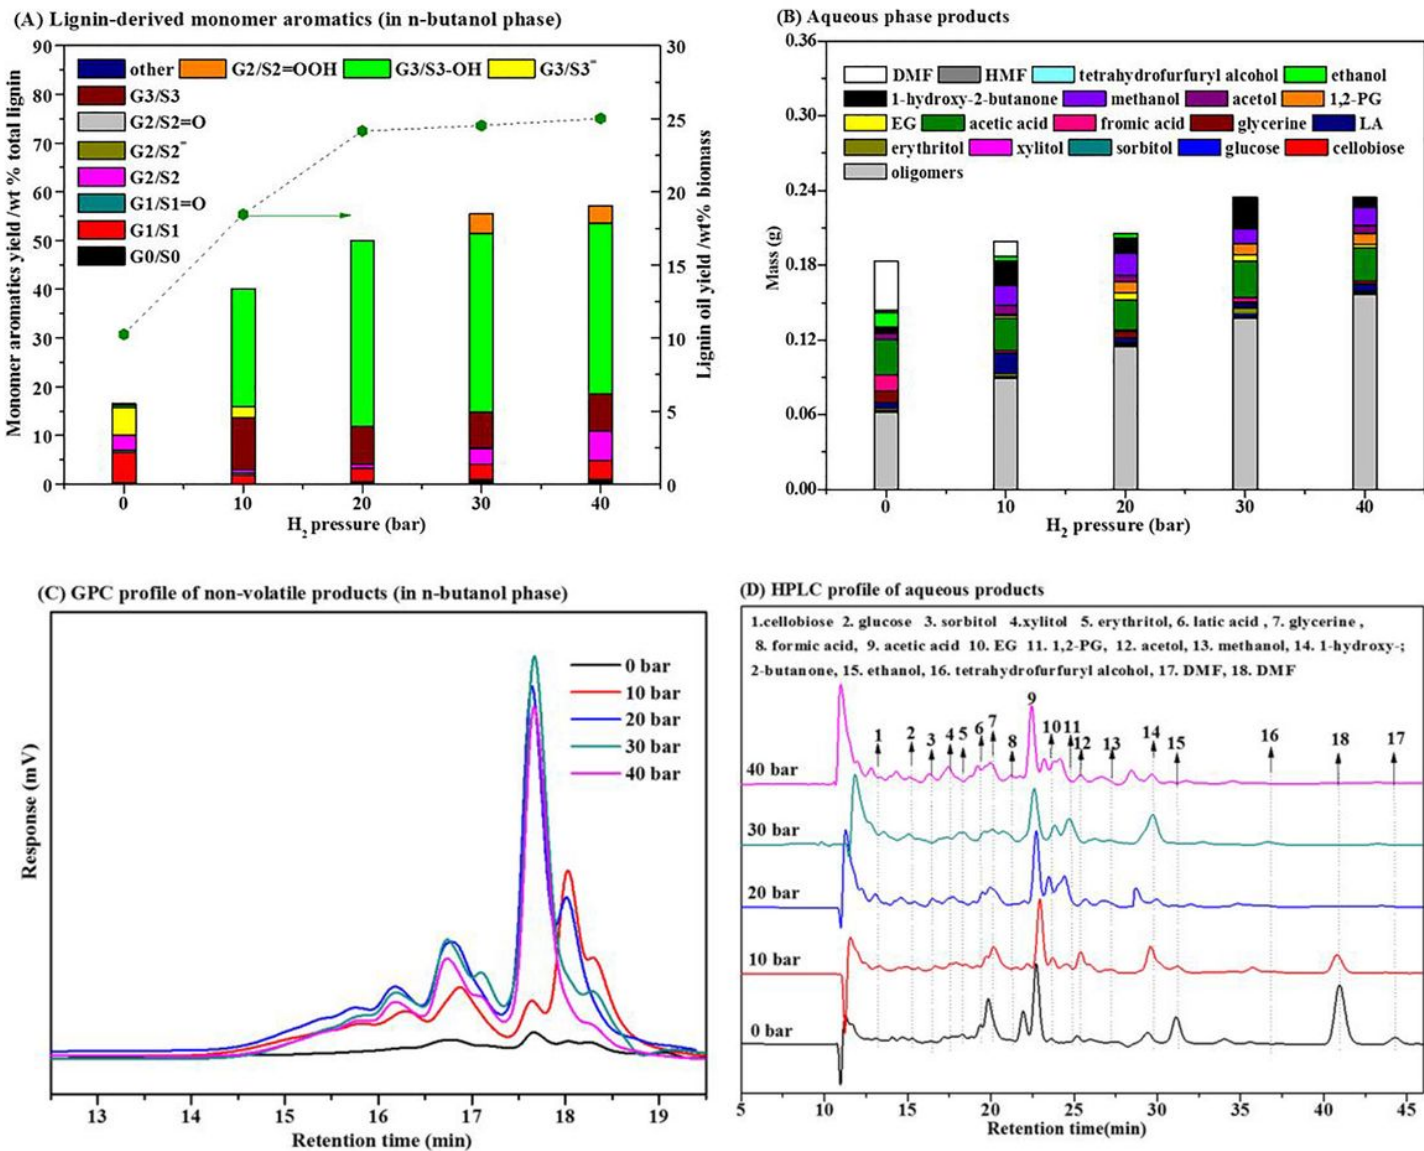 (A) Lignin-derived monomer aromatics (in n-butanol phase)
Monomer aromatics yield /wt % total lignin
90
80
70
60
50
40
30
20
10
0
other G2/S2=OOH G3/S3-OH G3/S3⁼
G3/S3
G2/S2=O
G2/S2⁼
G2/S2
G1/S1=O
G1/S1
G0/S0
30
25
20
15
10
5
0
Lignin oil yield /wt% biomass
0 10 20 30 40
H₂ pressure (bar)
(B) Aqueous phase products
Mass (g)
0.36
0.30
0.24
0.18
0.12
0.06
0.00
DMF HMF tetrahydrofurfuryl alcohol ethanol
1-hydroxy-2-butanone methanol acetol 1,2-PG
EG acetic acid fromic acid glycerine LA
erythritol xylitol sorbitol glucose cellobiose
oligomers
0 10 20 30 40
H₂ pressure (bar)
(C) GPC profile of non-volatile products (in n-butanol phase)
Response (mV)
0 bar
10 bar
20 bar
30 bar
40 bar
13 14 15 16 17 18 19
Retention time (min)
(D) HPLC profile of aqueous products
1.cellobiose 2. glucose 3. sorbitol 4.xylitol 5. erythritol, 6. latic acid , 7. glycerine ,
8. formic acid, 9. acetic acid 10. EG 11. 1,2-PG, 12. acetol, 13. methanol, 14. 1-hydroxy-;
2-butanone, 15. ethanol, 16. tetrahydrofurfuryl alcohol, 17. DMF, 18. DMF
1 2 3 4 5 6 7 8 9 10 11 12 13 14 15 16 18 17
40 bar
30 bar
20 bar
10 bar
0 bar
5 10 15 20 25 30 35 40 45
Retention time(min)